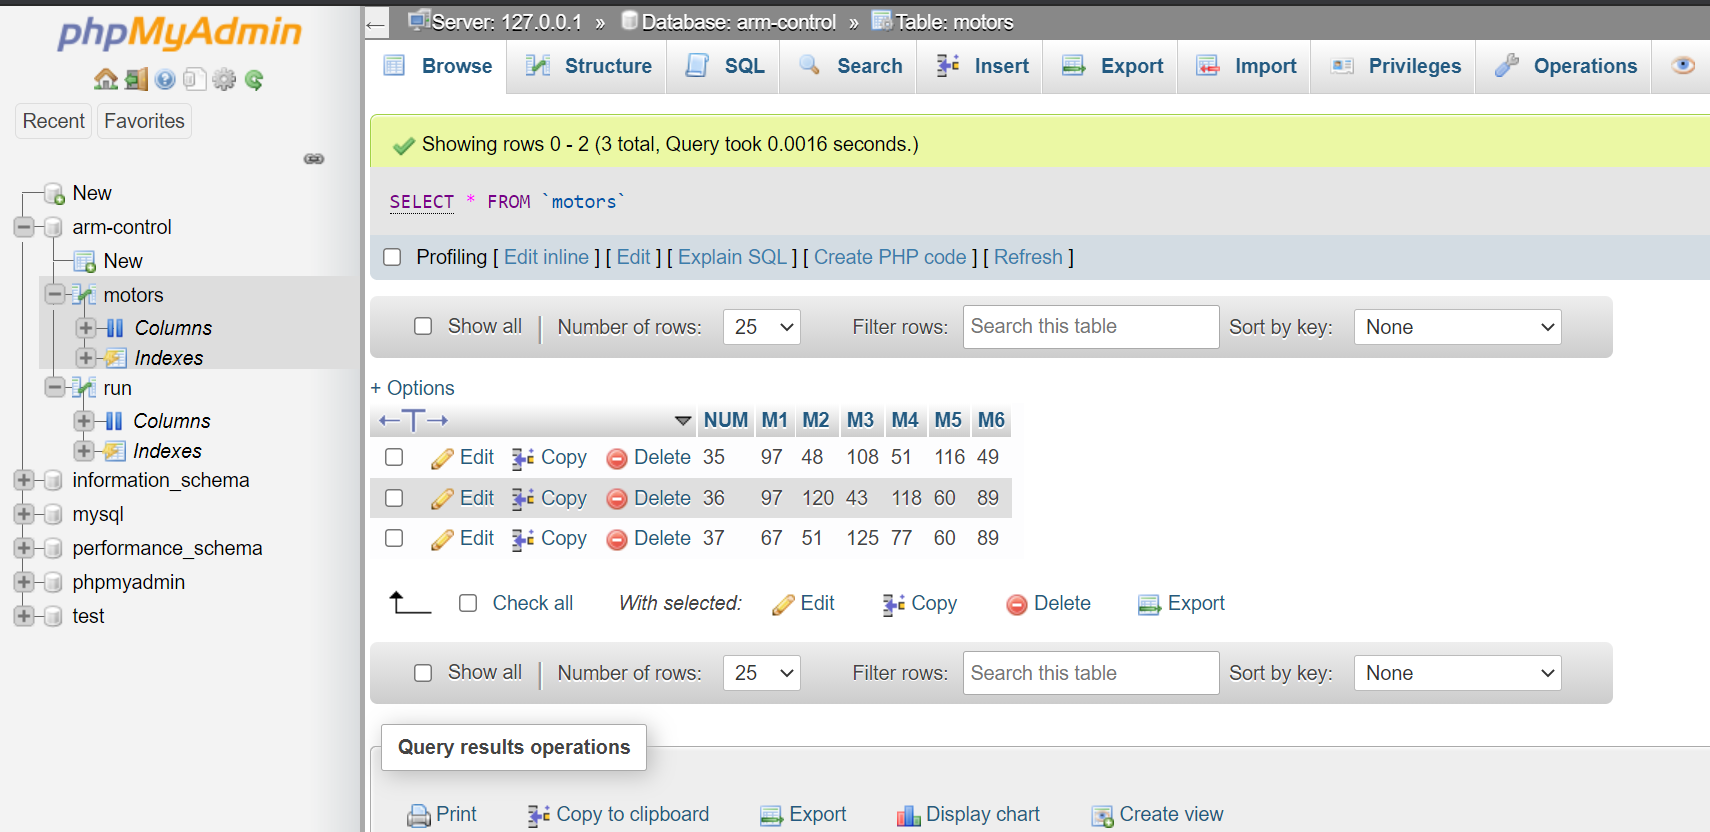 phpMyAdmin
Recent Favorites
New
arm-control
New
motors
Columns
Indexes
run
Columns
Indexes
information_schema
mysql
performance_schema
phpmyadmin
test
← Server: 127.0.0.1 » Database: arm-control » Table: motors
Browse Structure SQL Search Insert Export Import Privileges Operations
Showing rows 0 - 2 (3 total, Query took 0.0016 seconds.)
SELECT * FROM `motors`
Profiling [ Edit inline ] [ Edit ] [ Explain SQL ] [ Create PHP code ] [ Refresh ]
Show all Number of rows: 25 Filter rows: Search this table Sort by key: None
+ Options
←T→ NUM M1 M2 M3 M4 M5 M6
Edit Copy Delete 35 97 48 108 51 116 49
Edit Copy Delete 36 97 120 43 118 60 89
Edit Copy Delete 37 67 51 125 77 60 89
Check all With selected: Edit Copy Delete Export
Show all Number of rows: 25 Filter rows: Search this table Sort by key: None
Query results operations
Print Copy to clipboard Export Display chart Create view